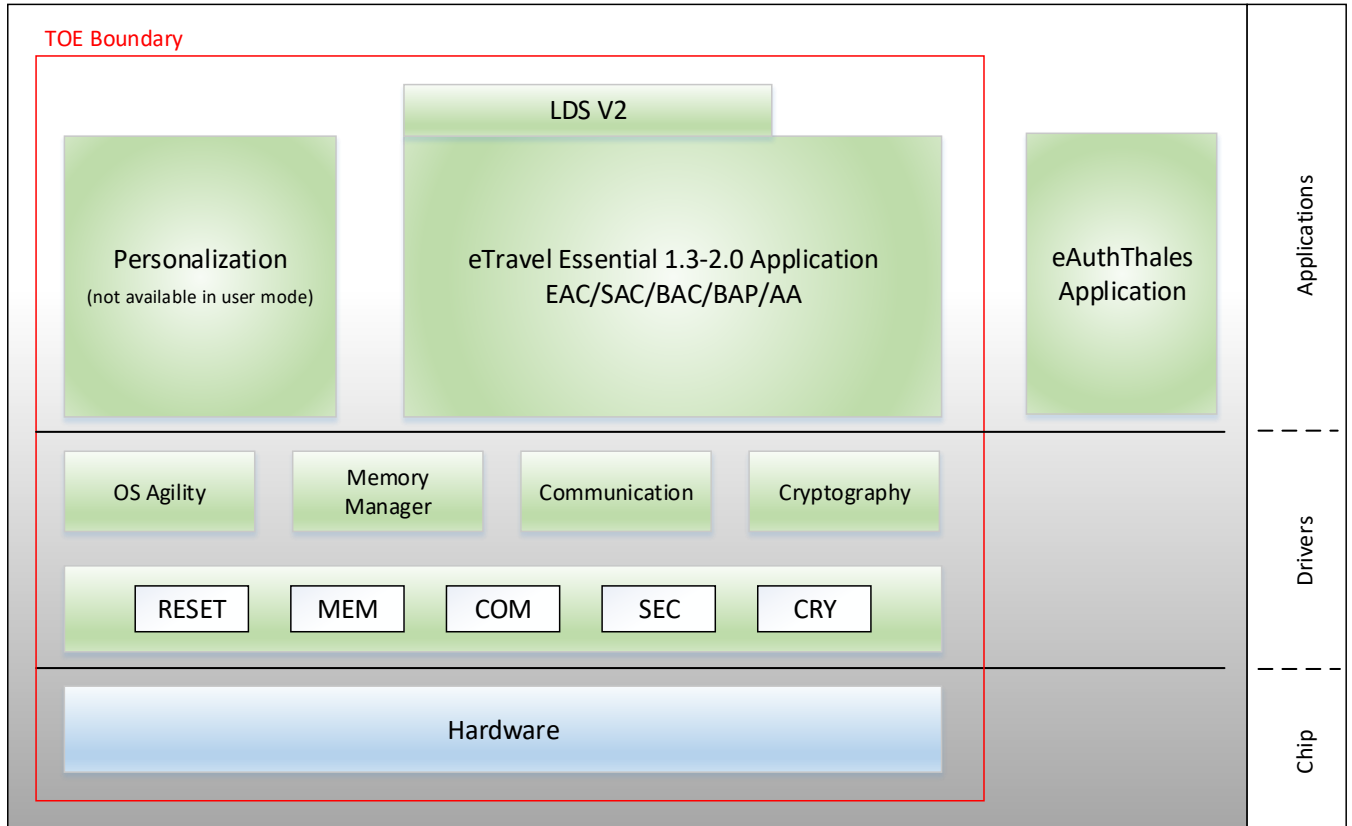 TOE Boundary
LDS V2
Personalization
(not available in user mode)
eTravel Essential 1.3-2.0 Application
EAC/SAC/BAC/BAP/AA
eAuthThales
Application
Applications
OS Agility
Memory
Manager
Communication
Cryptography
RESET
MEM
COM
SEC
CRY
Drivers
Hardware
Chip